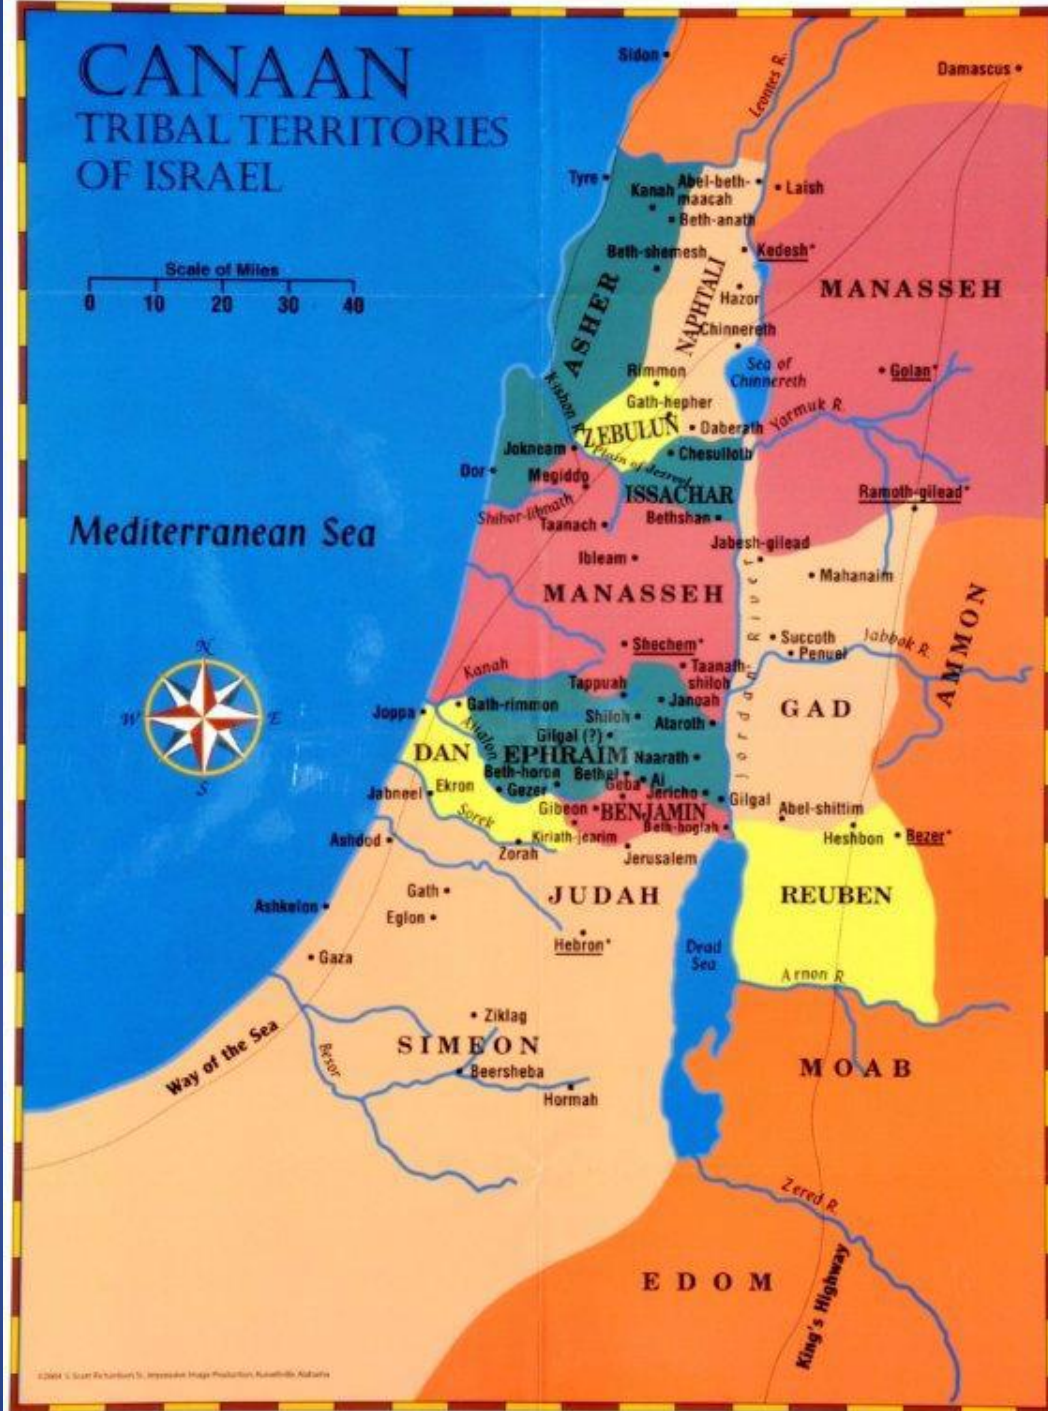 CANAAN
TRIBAL TERRITORIES
OF ISRAEL
Scale of Miles
0 10 20 30 40
Sidon
Leontes R.
Damascus
Tyre
Kanah
Abel-beth-
maacah
Laish
Beth-anath
Beth-shemesh
Kedesh*
NAPHTALI
ASHER
Hazor
MANASSEH
Chinnereth
Sea of
Chinnereth
Rimmon
Golan*
Kishon R.
Gath-hepher
Yarmuk R.
ZEBULUN
Daberath
Jokneam
Plain of Jezreel
Chesulloth
Dor
Megiddo
ISSACHAR
Ramoth-gilead*
Shihor-libnath
Taanach
Bethshan
Mediterranean Sea
Jabesh-gilead
Ibleam
Mahanaim
MANASSEH
Jordan River
AMMON
Shechem*
Succoth
Jabbok R.
Penuel
Kanah
Taanath-
shiloh
Tappuah
N
W E
S
Joppa
Gath-rimmon
Janoah
GAD
Shiloh
Ataroth
Aijalon
Gilgal (?)
DAN
EPHRAIM
Naarath
Beth-horon
Bethel
Ai
Jabneel
Ekron
Gezer
Geba
Jericho
Gilgal
Sorek
Gibeon
BENJAMIN
Abel-shittim
Beth-hoglah
Heshbon
Bezer*
Ashdod
Kiriath-jearim
Zorah
Jerusalem
Gath
JUDAH
REUBEN
Ashkelon
Eglon
Hebron*
Gaza
Dead
Sea
Arnon R.
Ziklag
Way of the Sea
SIMEON
Besor
Beersheba
MOAB
Hormah
Zered R.
EDOM
King's Highway